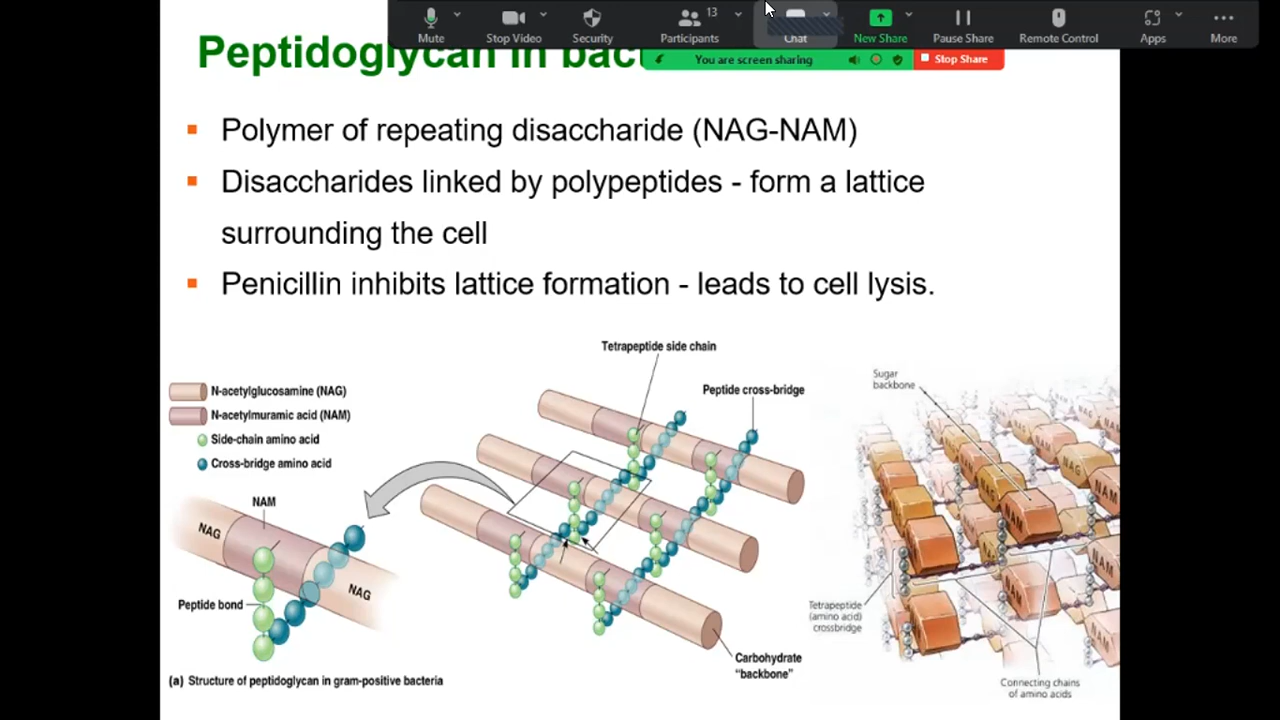 Mute
Stop Video
Security
Participants
13
Chat
New Share
Pause Share
Remote Control
Apps
More
You are screen sharing
Stop Share
Peptidoglycan in
Polymer of repeating disaccharide (NAG-NAM)
Disaccharides linked by polypeptides - form a lattice
surrounding the cell
Penicillin inhibits lattice formation - leads to cell lysis.
N-acetylglucosamine (NAG)
N-acetylmuramic acid (NAM)
Side-chain amino acid
Cross-bridge amino acid
NAM
NAG
NAG
Peptide bond
(a) Structure of peptidoglycan in gram-positive bacteria
Tetrapeptide side chain
Peptide cross-bridge
Carbohydrate
"backbone"
Sugar
backbone
NAG
NAM
NAM
NAM
NAM
Tetrapeptide
(amino acid)
crossbridge
Connecting chains
of amino acids